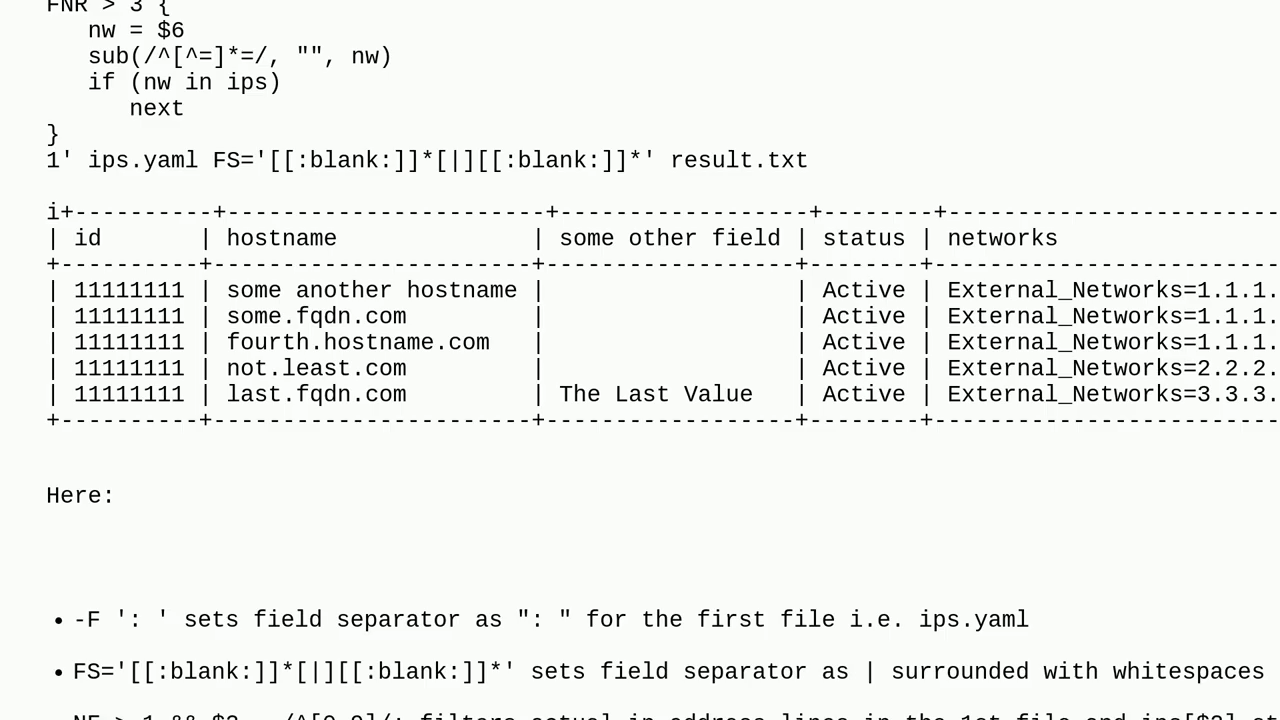 FNR > 3 {
   nw = $6
   sub(/^[^=]*=/, "", nw)
   if (nw in ips)
      next
}
1' ips.yaml FS='[[:blank:]]*[|][[:blank:]]*' result.txt
i+----------+-----------------------+------------------+--------+------------------------
| id       | hostname              | some other field | status | networks
+----------+-----------------------+------------------+--------+-------------------------
| 11111111 | some another hostname |                  | Active | External_Networks=1.1.1.
| 11111111 | some.fqdn.com         |                  | Active | External_Networks=1.1.1.
| 11111111 | fourth.hostname.com   |                  | Active | External_Networks=1.1.1.
| 11111111 | not.least.com         |                  | Active | External_Networks=2.2.2.
| 11111111 | last.fqdn.com         | The Last Value   | Active | External_Networks=3.3.3.
+----------+-----------------------+------------------+--------+-------------------------
Here:
• -F ': ' sets field separator as ": " for the first file i.e. ips.yaml
• FS='[[:blank:]]*[|][[:blank:]]*' sets field separator as | surrounded with whitespaces